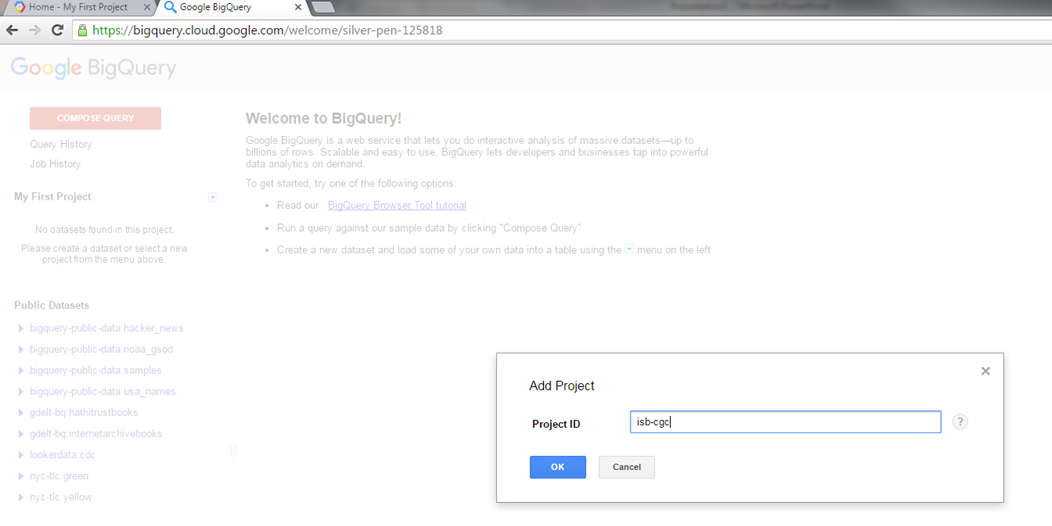 Home - My First Project
Google BigQuery
https://bigquery.cloud.google.com/welcome/silver-pen-125818
Google BigQuery
COMPOSE QUERY
Query History
Job History
My First Project
No datasets found in this project.
Please create a dataset or select a new
project from the menu above.
Public Datasets
bigquery-public-data:hacker_news
bigquery-public-data:noaa_gsod
bigquery-public-data:samples
bigquery-public-data:usa_names
gdelt-bq:hathitrustbooks
gdelt-bq:internetarchivebooks
lookerdata:cdc
nyc-tlc:green
nyc-tlc:yellow
Welcome to BigQuery!
Google BigQuery is a web service that lets you do interactive analysis of massive datasets—up to
billions of rows. Scalable and easy to use, BigQuery lets developers and businesses tap into powerful
data analytics on demand.
To get started, try one of the following options:
Read our BigQuery Browser Tool tutorial
Run a query against our sample data by clicking "Compose Query"
Create a new dataset and load some of your own data into a table using the menu on the left
Add Project
Project ID isb-cgc ?
OK Cancel